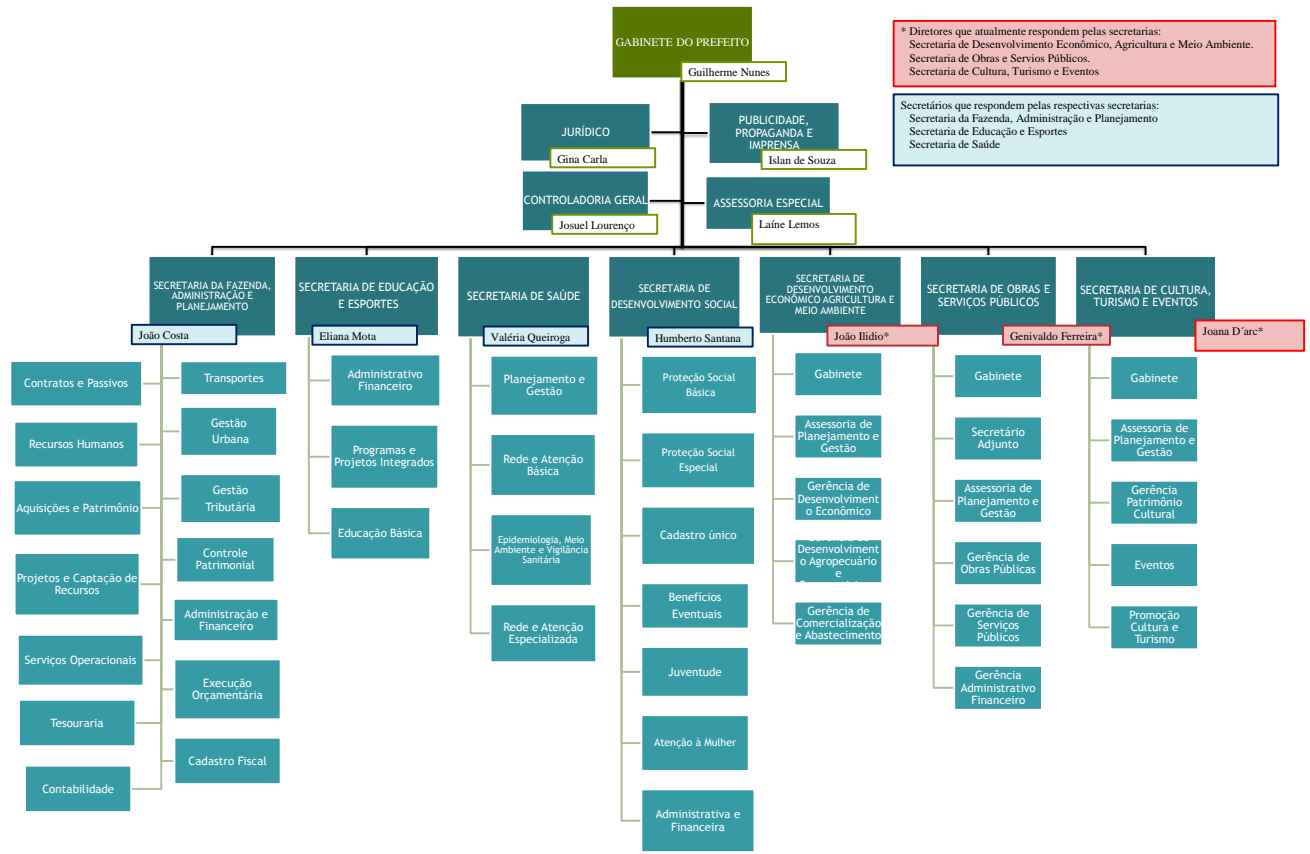 GABINETE DO PREFEITO
Guilherme Nunes
* Diretores que atualmente respondem pelas secretarias:
Secretaria de Desenvolvimento Econômico, Agricultura e Meio Ambiente.
Secretaria de Obras e Servios Públicos.
Secretaria de Cultura, Turismo e Eventos
Secretários que respondem pelas respectivas secretarias:
Secretaria da Fazenda, Administração e Planejamento
Secretaria de Educação e Esportes
Secretaria de Saúde
JURÍDICO
Gina Carla
PUBLICIDADE,
PROPAGANDA E
IMPRENSA
Islan de Souza
CONTROLADORIA GERAL
Josuel Lourenço
ASSESSORIA ESPECIAL
Laíne Lemos
SECRETARIA DA FAZENDA,
ADMINISTRAÇÃO E
PLANEJAMENTO
João Costa
SECRETARIA DE EDUCAÇÃO
E ESPORTES
Eliana Mota
SECRETARIA DE SAÚDE
Valéria Queiroga
SECRETARIA DE
DESENVOLVIMENTO SOCIAL
Humberto Santana
SECRETARIA DE
DESENVOLVIMENTO
ECONÔMICO AGRICULTURA E
MEIO AMBIENTE
João Ilidio*
SECRETARIA DE OBRAS E
SERVIÇOS PÚBLICOS
Genivaldo Ferreira*
SECRETARIA DE CULTURA,
TURISMO E EVENTOS
Joana D´arc*
Contratos e Passivos
Recursos Humanos
Aquisições e Patrimônio
Projetos e Captação de
Recursos
Serviços Operacionais
Tesouraria
Contabilidade
Transportes
Gestão
Urbana
Gestão
Tributária
Controle
Patrimonial
Administração e
Financeiro
Execução
Orçamentária
Cadastro Fiscal
Administrativo
Financeiro
Programas e
Projetos Integrados
Educação Básica
Planejamento e
Gestão
Rede e Atenção
Básica
Epidemiologia, Meio
Ambiente e Vigilância
Sanitária
Rede e Atenção
Especializada
Proteção Social
Básica
Proteção Social
Especial
Cadastro único
Benefícios
Eventuais
Juventude
Atenção à Mulher
Administrativa e
Financeira
Gabinete
Assessoria de
Planejamento e
Gestão
Gerência de
Desenvolviment
o Econômico
Gerência de
Desenvolviment
o Agropecuário
e
Gerência de
Comercialização
e Abastecimento
Gabinete
Secretário
Adjunto
Assessoria de
Planejamento e
Gestão
Gerência de
Obras Públicas
Gerência de
Serviços
Públicos
Gerência
Administrativo
Financeiro
Gabinete
Assessoria de
Planejamento e
Gestão
Gerência
Patrimônio
Cultural
Eventos
Promoção
Cultura e
Turismo